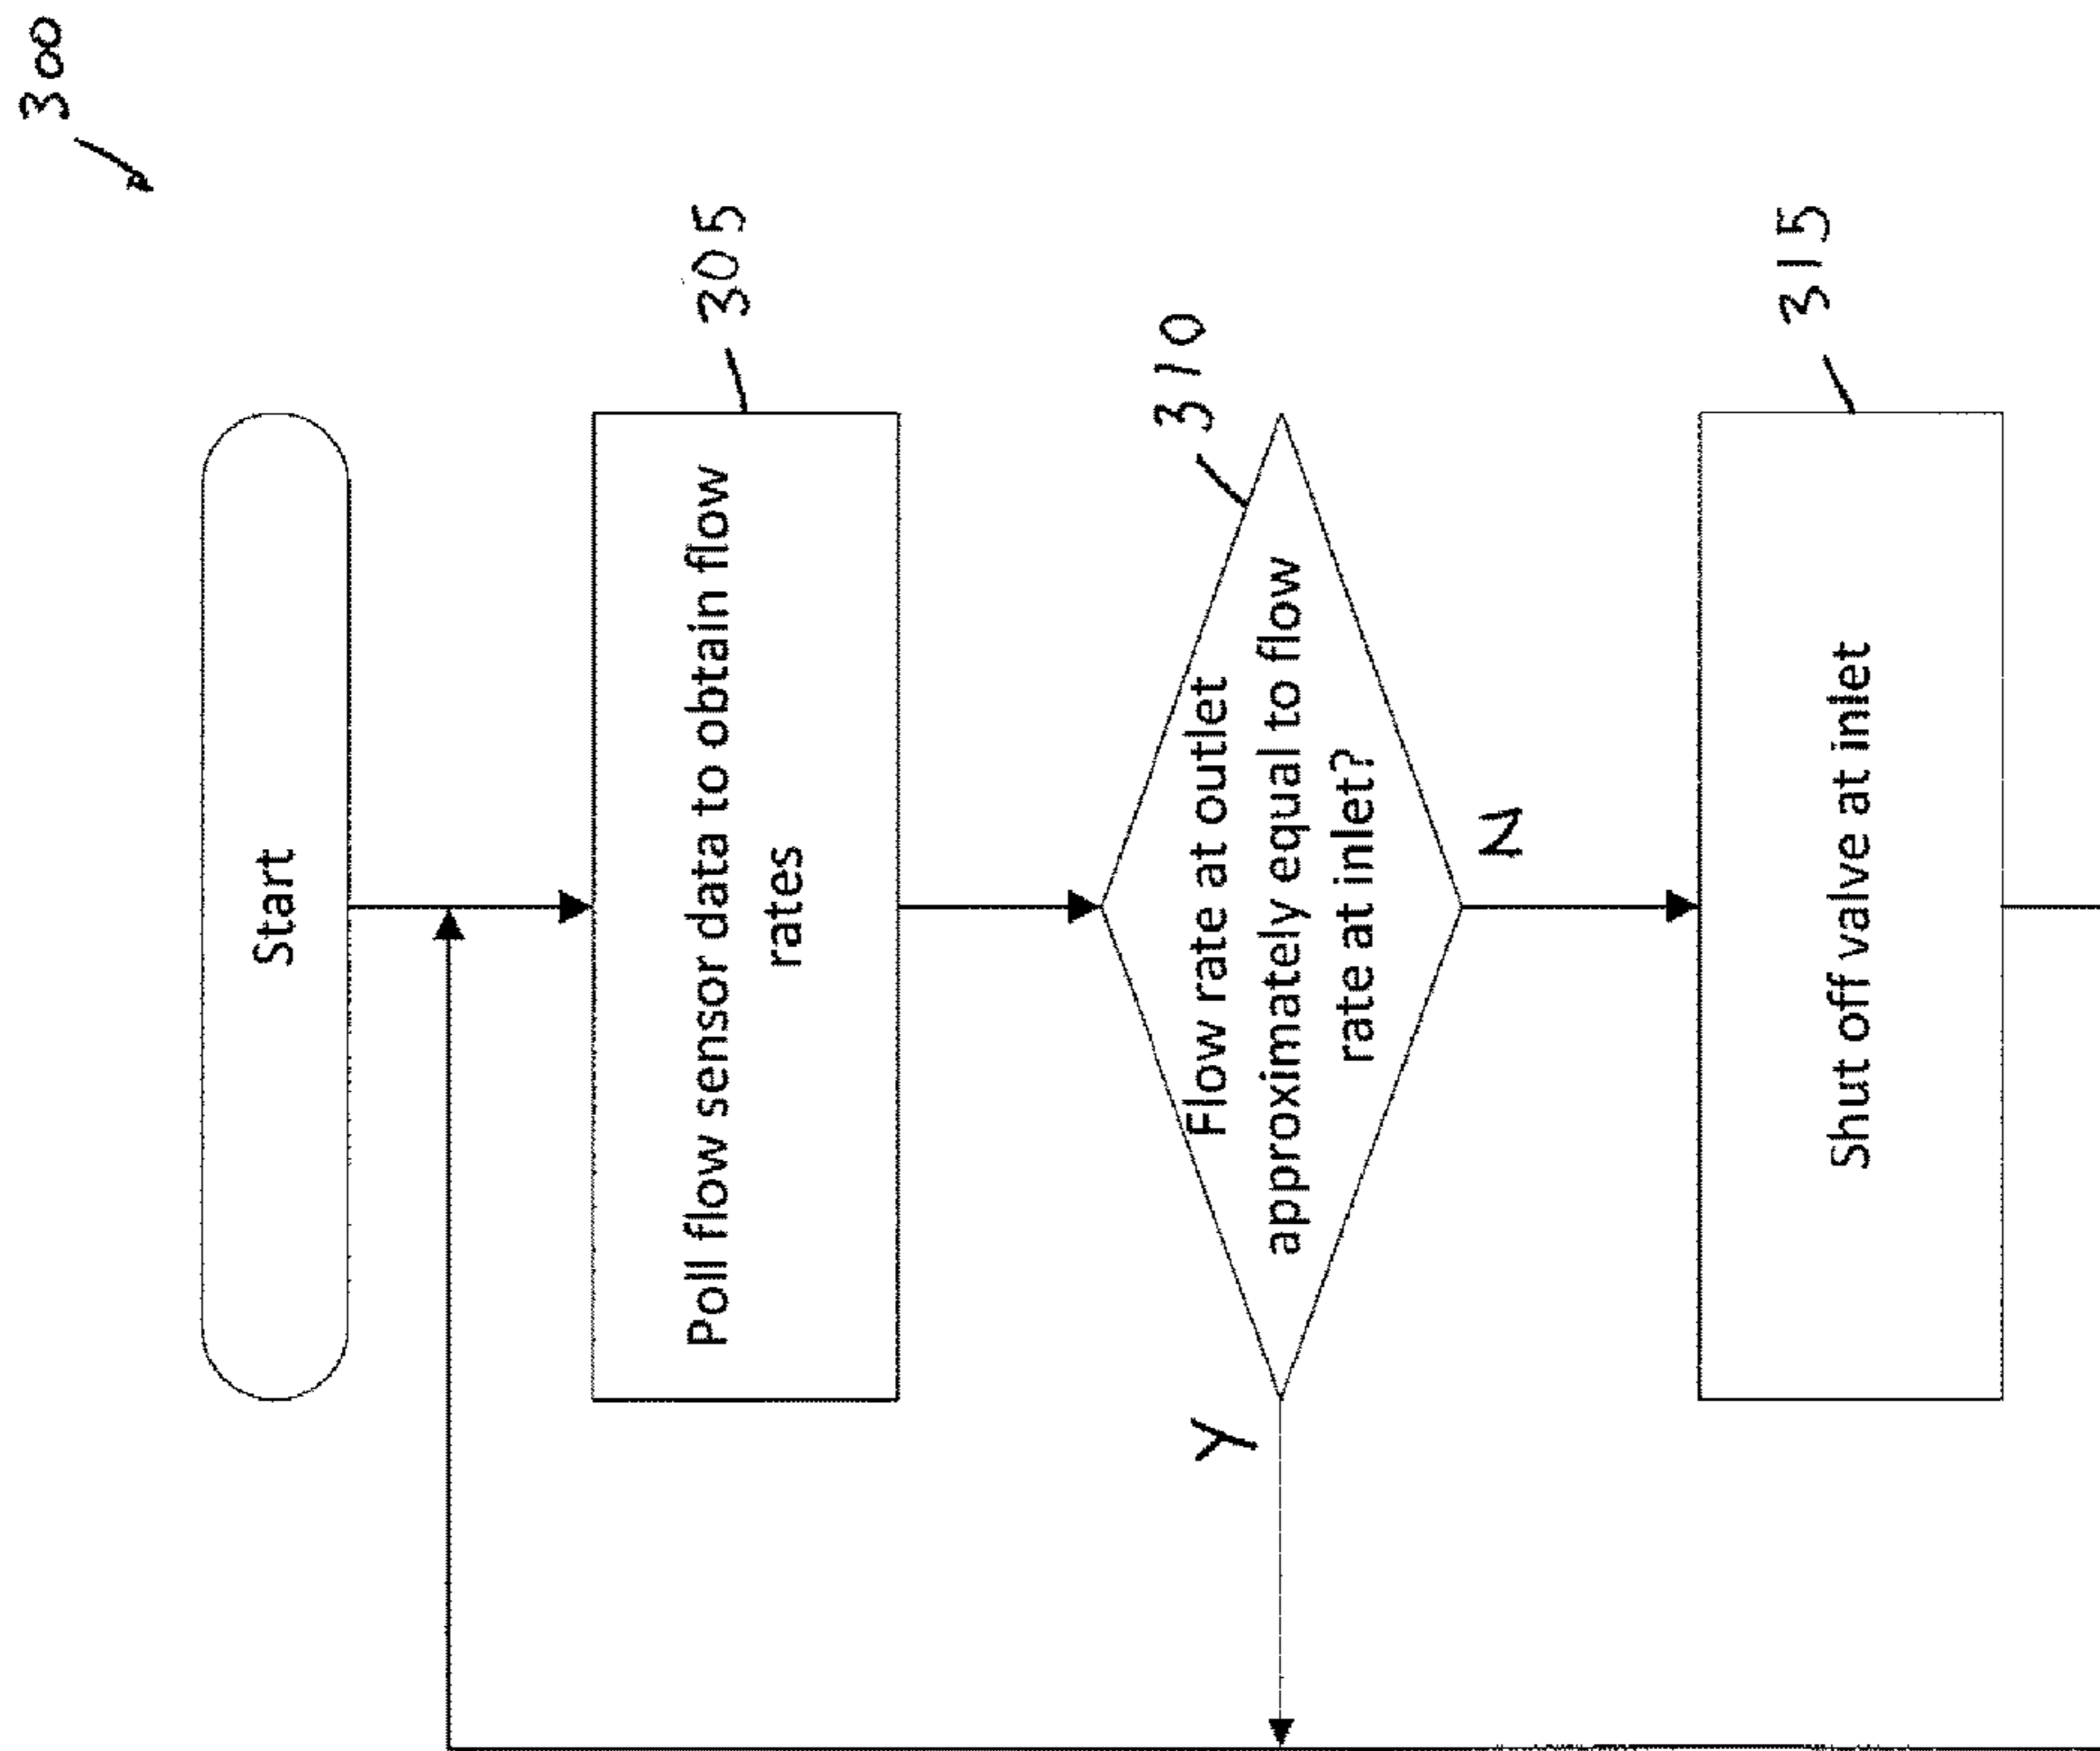 300
Start
Poll flow sensor data to obtain flow
rates
305
Flow rate at outlet
approximately equal to flow
rate at inlet?
310
Y
N
Shut off valve at inlet
315